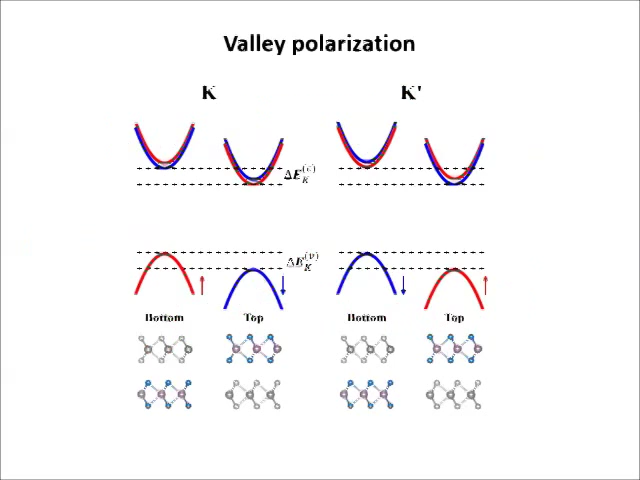 Valley polarization
K K'
ΔE_K^(c)
ΔE_K^(v)
Bottom Top Bottom Top